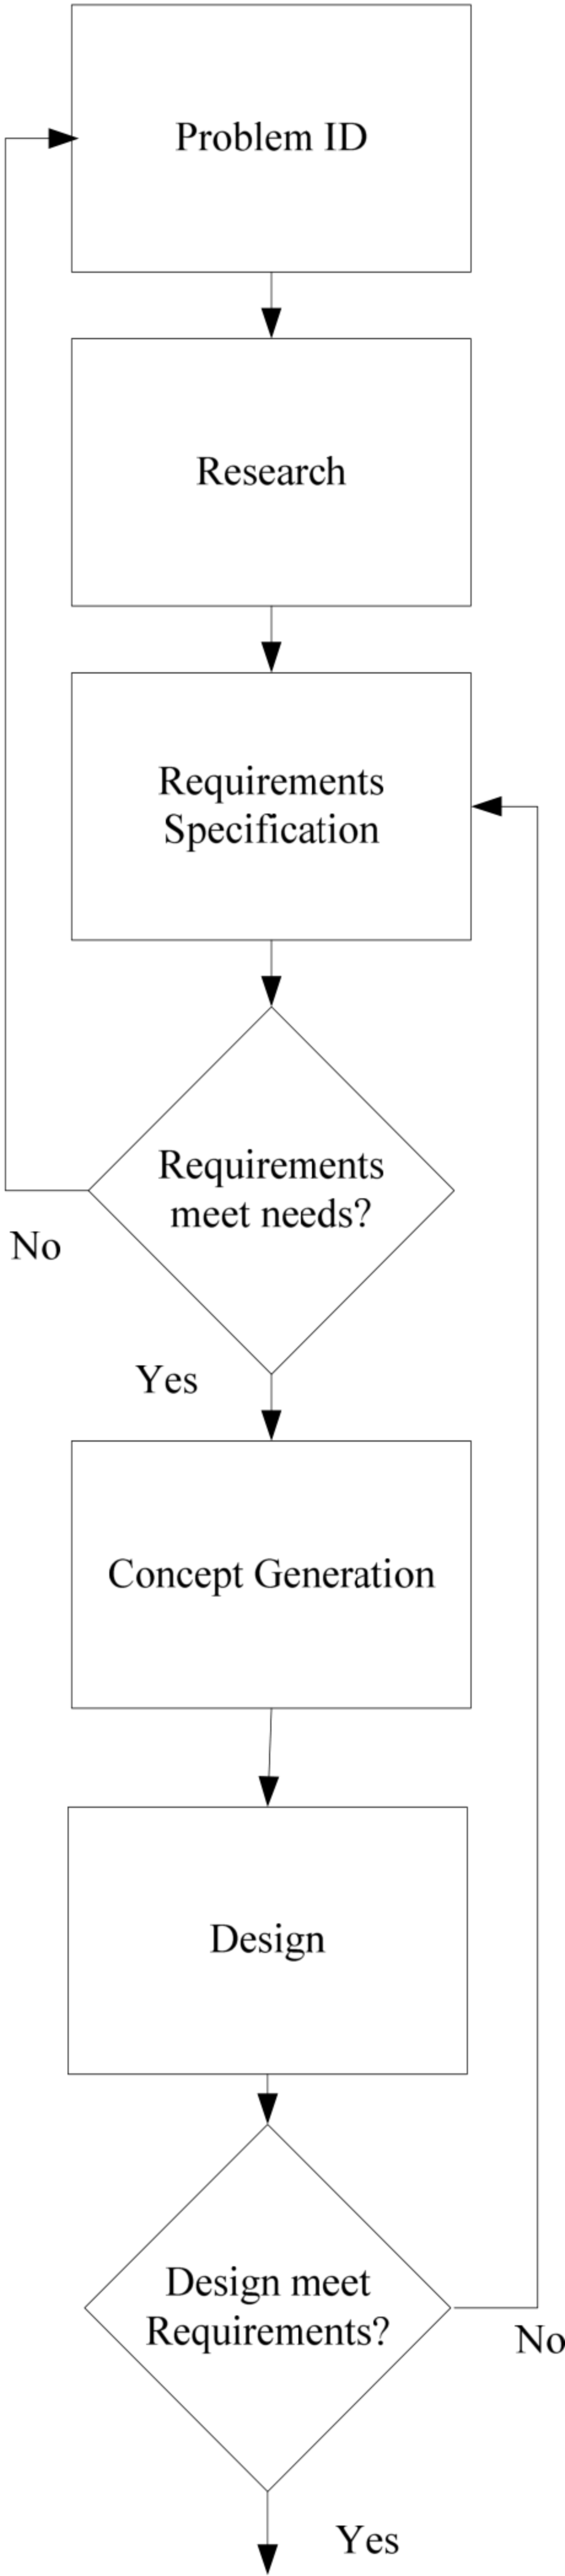 Problem ID
Research
Requirements
Specification
Requirements
meet needs?
No
Yes
Concept Generation
Design
Design meet
Requirements?
No
Yes